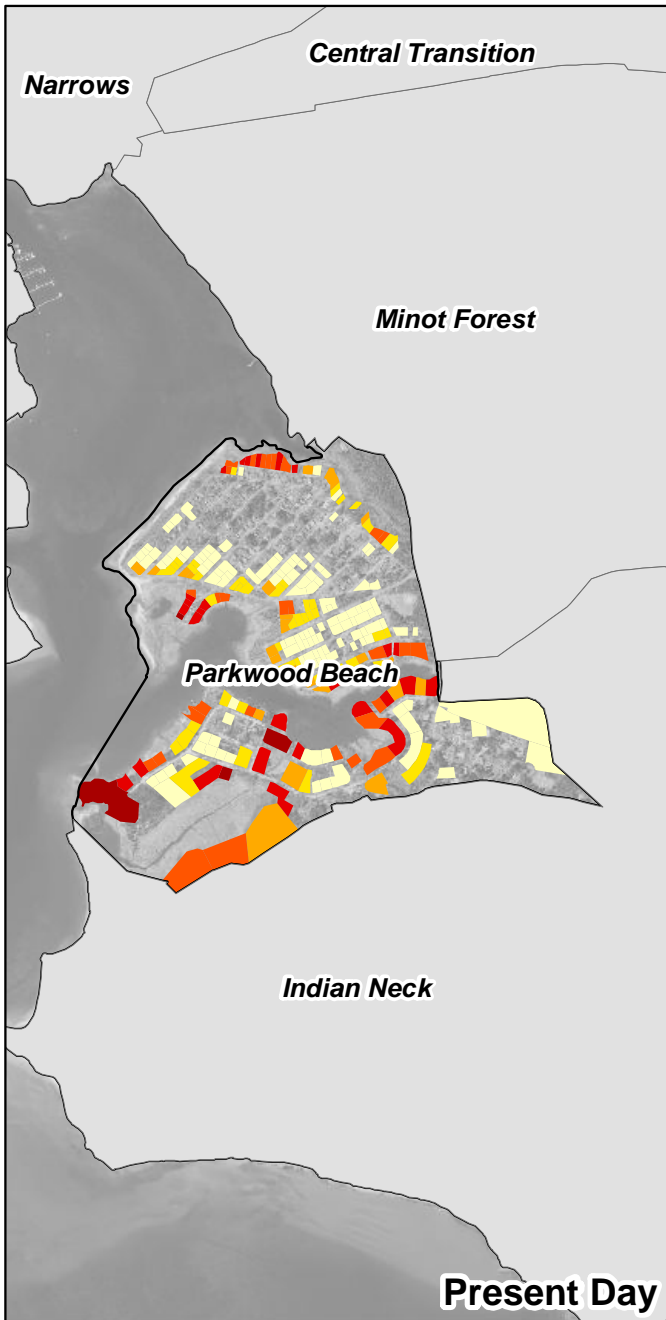 Central Transition
Narrows
Minot Forest
Parkwood Beach
Indian Neck
Present Day